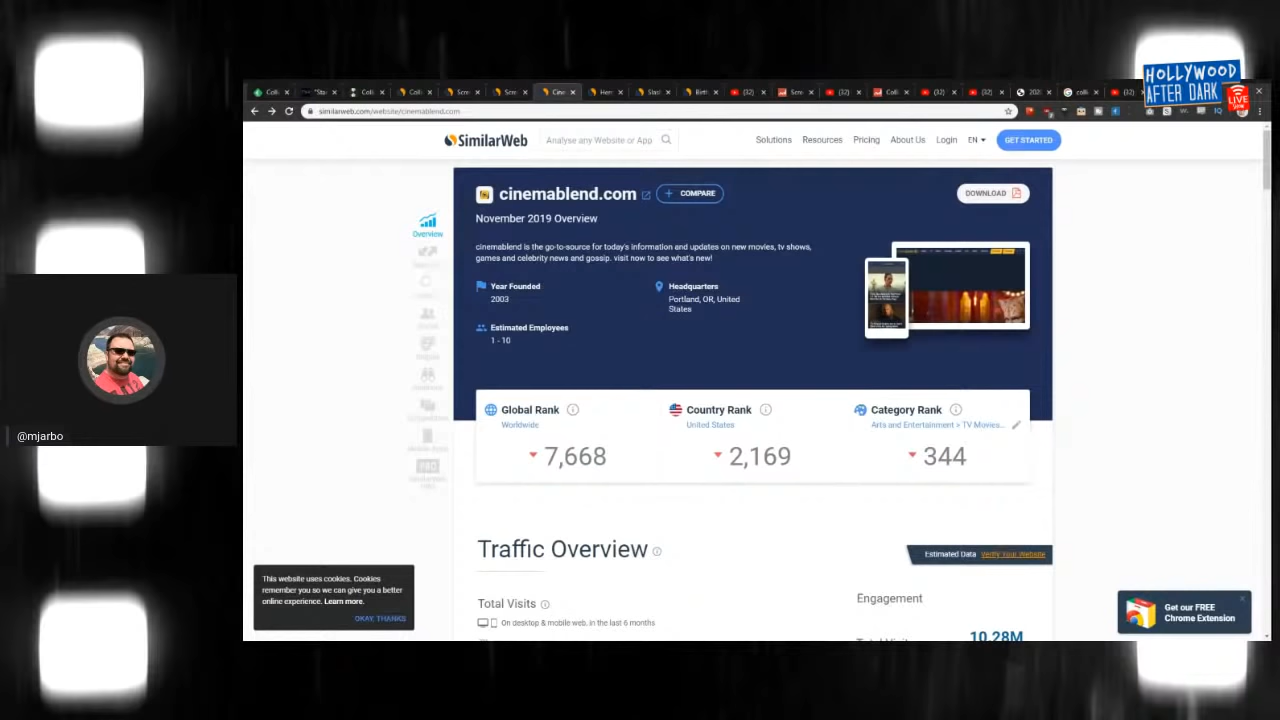 HOLLYWOOD
AFTER DARK
LIVE
similarweb.com/website/cinemablend.com
SimilarWeb
Analyse any Website or App
Solutions
Resources
Pricing
About Us
Login
EN
GET STARTED
cinemablend.com
COMPARE
DOWNLOAD
November 2019 Overview
Overview
cinemablend is the go-to-source for today's information and updates on new movies, tv shows,
games and celebrity news and gossip. visit now to see what's new!
Year Founded
2003
Headquarters
Portland, OR, United
States
Estimated Employees
1 - 10
@mjarbo
Global Rank
Worldwide
7,668
Country Rank
United States
2,169
Category Rank
Arts and Entertainment > TV Movies...
344
PRO
Traffic Overview
Estimated Data Verify Your Website
This website uses cookies. Cookies
remember you so we can give you a better
online experience. Learn more.
OKAY, THANKS
Total Visits
On desktop & mobile web, in the last 6 months
Engagement
10.28M
Get our FREE
Chrome Extension